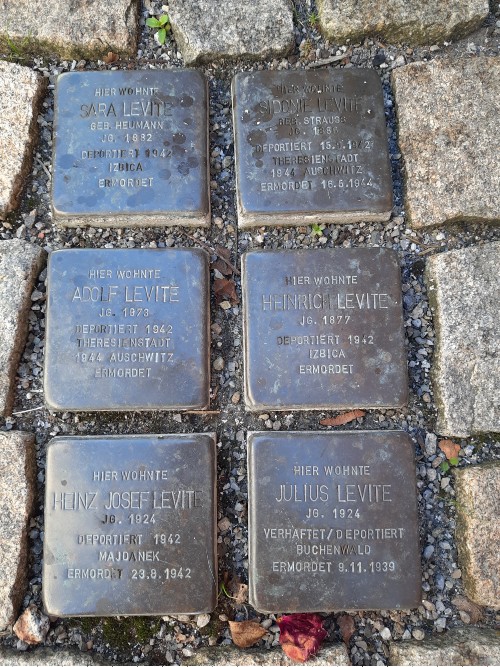 HIER WOHNTE
SARA LEVITE
GEB. HEUMANN
JG. 1882
DEPORTIERT 1942
IZBICA
ERMORDET
HIER WOHNTE
SIDONIE LEVITE
GEB. STRAUSS
JG.
DEPORTIERT
THERESIENSTADT
1944 AUSCHWITZ
ERMORDET 16.5.1944
HIER WOHNTE
ADOLF LEVITE
JG. 1873
DEPORTIERT 1942
THERESIENSTADT
1944 AUSCHWITZ
ERMORDET
HIER WOHNTE
HEINRICH LEVITE
JG. 1877
DEPORTIERT 1942
IZBICA
ERMORDET
HIER WOHNTE
HEINZ JOSEF LEVITE
JG. 1924
DEPORTIERT 1942
MAJDANEK
ERMORDET 23.8.1942
HIER WOHNTE
JULIUS LEVITE
JG. 1924
VERHAFTET/DEPORTIERT
BUCHENWALD
ERMORDET 9.11.1939